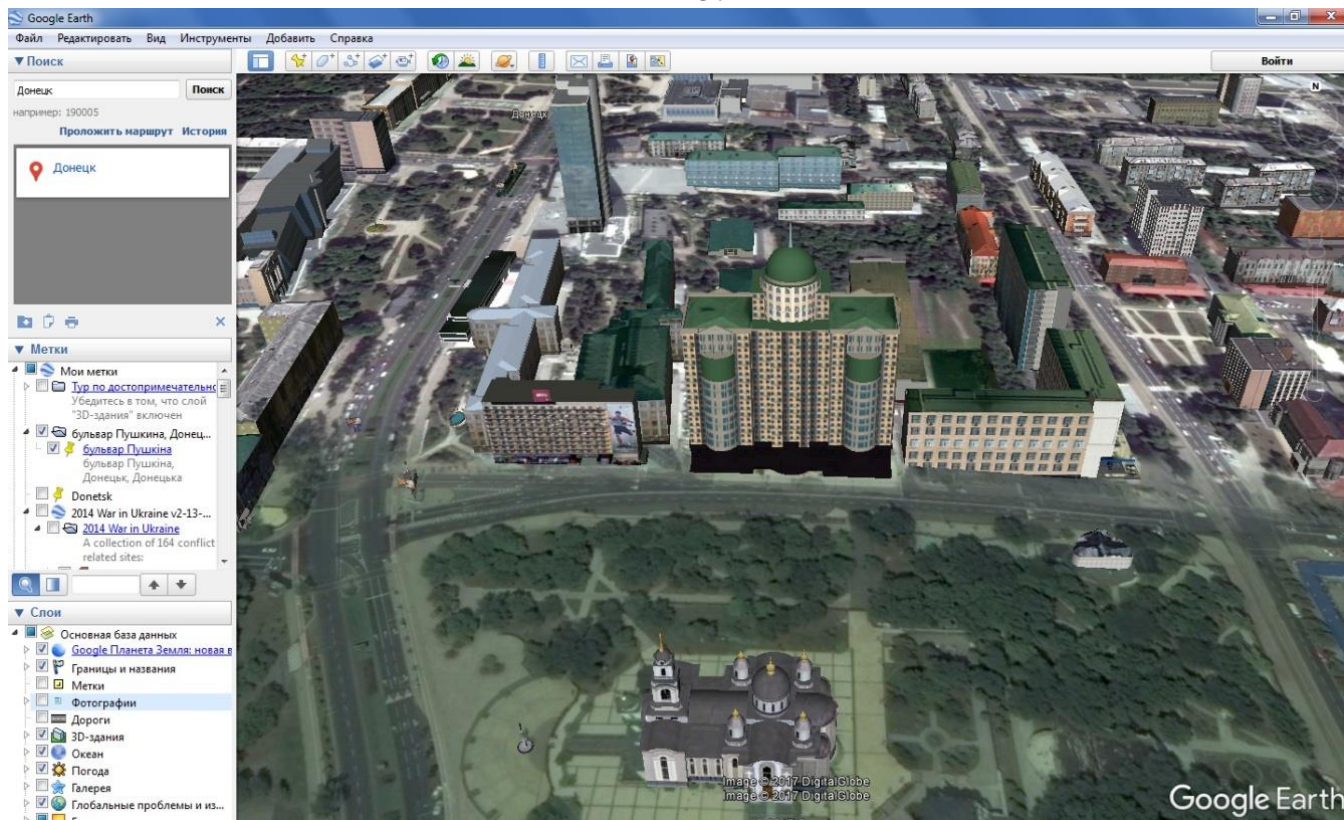 Google Earth
Файл Редактировать Вид Инструменты Добавить Справка
Поиск
Войти
Донецк
Поиск
например: 190005
Проложить маршрут История
Донецк
Метки
Мои метки
Тур по достопримечательно
Убедитесь в том, что слой
"3D-здания" включен
бульвар Пушкина, Донец...
бульвар Пушкіна
бульвар Пушкіна,
Донецьк, Донецька
Donetsk
2014 War in Ukraine v2-13-...
2014 War in Ukraine
A collection of 164 conflict
related sites:
Слои
Основная база данных
Google Планета Земля: новая в
Границы и названия
Метки
Фотографии
Дороги
3D-здания
Океан
Погода
Галерея
Глобальные проблемы и из...
Донецк
N
Image © 2017 DigitalGlobe
Image © 2017 DigitalGlobe
Google Earth